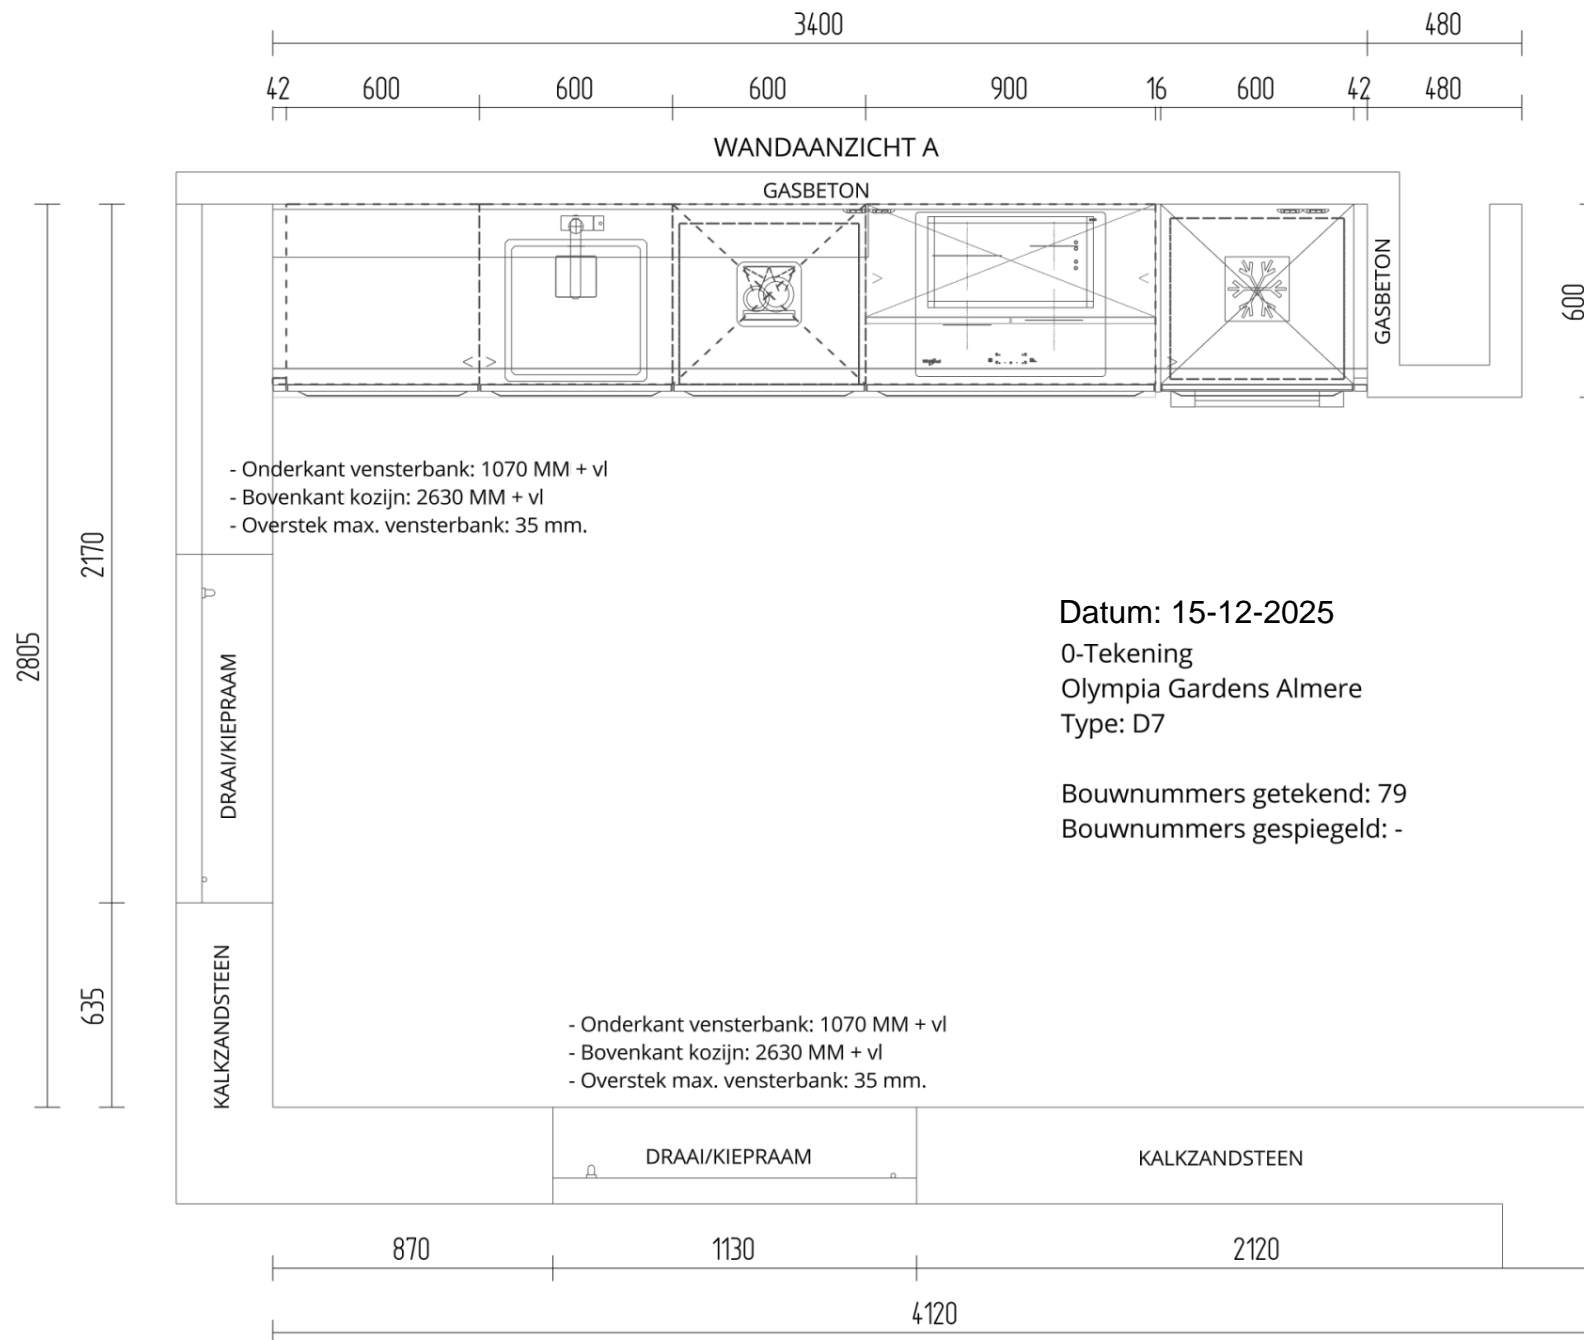 3400
480
42
600
600
600
900
16
600
42
480
WANDAANZICHT A
GASBETON
GASBETON
600
- Onderkant vensterbank: 1070 MM + vl
- Bovenkant kozijn: 2630 MM + vl
- Overstek max. vensterbank: 35 mm.
2170
2805
DRAAI/KIEPRAAM
Datum: 15-12-2025
0-Tekening
Olympia Gardens Almere
Type: D7
Bouwnummers getekend: 79
Bouwnummers gespiegeld: -
635
KALKZANDSTEEN
- Onderkant vensterbank: 1070 MM + vl
- Bovenkant kozijn: 2630 MM + vl
- Overstek max. vensterbank: 35 mm.
DRAAI/KIEPRAAM
KALKZANDSTEEN
870
1130
2120
4120